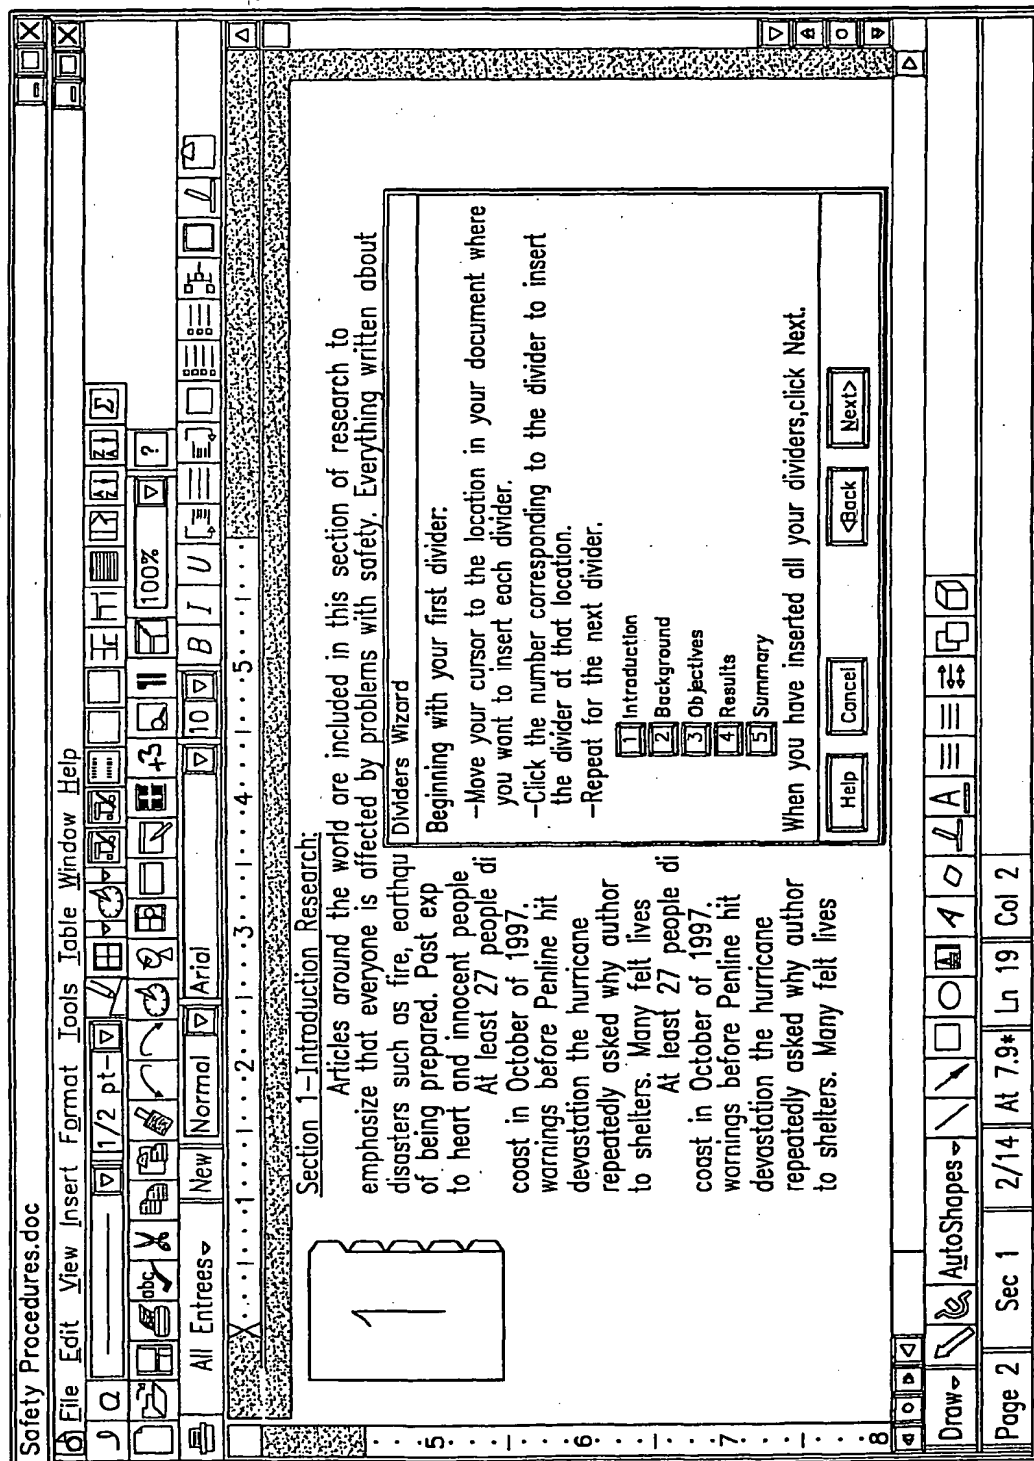 Safety Procedures.doc
File Edit View Insert Format Tools Table Window Help
1/2 pt
abc 100% ?
All Entrees New Normal Arial 10 B I U
1 2 3 4 5
Section 1-Introduction Research:
Articles around the world are included in this section of research to
emphasize that everyone is affected by problems with safety. Everything written about
disasters such as fire, earthqu
of being prepared. Past exp
to heart and innocent people
At least 27 people di
coast in October of 1997.
warnings before Penline hit
devastation the hurricane
repeatedly asked why author
to shelters. Many felt lives
At least 27 people di
coast in October of 1997.
warnings before Penline hit
devastation the hurricane
repeatedly asked why author
to shelters. Many felt lives
1
5
6
7
8
Dividers Wizard
Beginning with your first divider:
-Move your cursor to the location in your document where
you want to insert each divider.
-Click the number corresponding to the divider to insert
the divider at that location.
-Repeat for the next divider.
1 Introduction
2 Background
3 Objectives
4 Results
5 Summary
When you have inserted all your dividers,click Next.
Help Cancel <Back Next>
Draw AutoShapes A
Page 2 Sec 1 2/14 At 7.9* Ln 19 Col 2